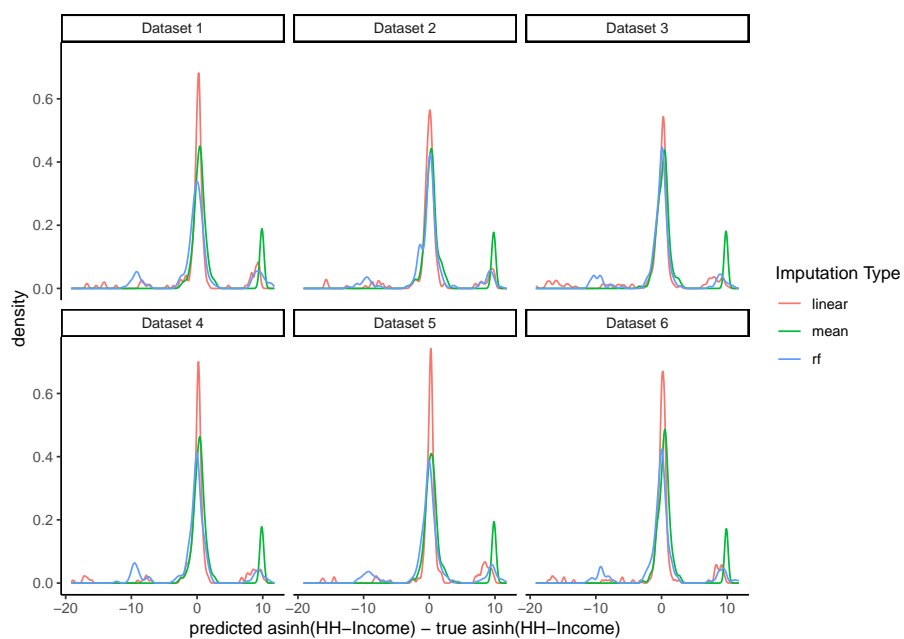 Dataset 1 Dataset 2 Dataset 3
0.6
0.4
0.2
0.0
density
Imputation Type
linear
mean
rf
Dataset 4 Dataset 5 Dataset 6
0.6
0.4
0.2
0.0
−20 −10 0 10 −20 −10 0 10 −20 −10 0 10
predicted asinh(HH−Income) − true asinh(HH−Income)